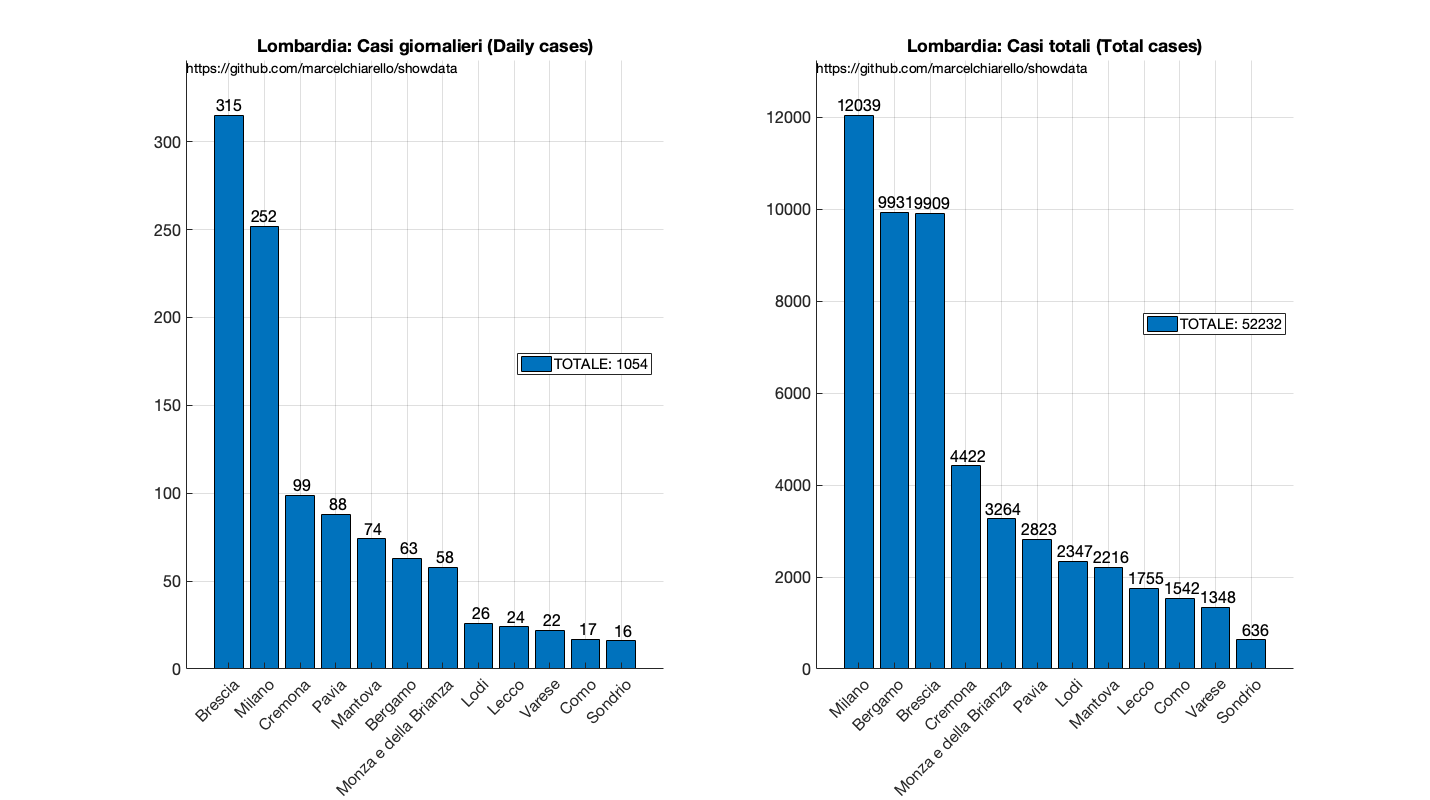 Lombardia: Casi giornalieri (Daily cases)
https://github.com/marcelchiarello/showdata
315
252
99
88
74
63
58
26
24
22
17
16
300
250
200
150
100
50
0
TOTALE: 1054
Brescia
Milano
Cremona
Pavia
Mantova
Bergamo
Monza e della Brianza
Lodi
Lecco
Varese
Como
Sondrio
Lombardia: Casi totali (Total cases)
https://github.com/marcelchiarello/showdata
12039
9931
9909
4422
3264
2823
2347
2216
1755
1542
1348
636
12000
10000
8000
6000
4000
2000
0
TOTALE: 52232
Milano
Bergamo
Brescia
Cremona
Monza e della Brianza
Pavia
Lodi
Mantova
Lecco
Como
Varese
Sondrio